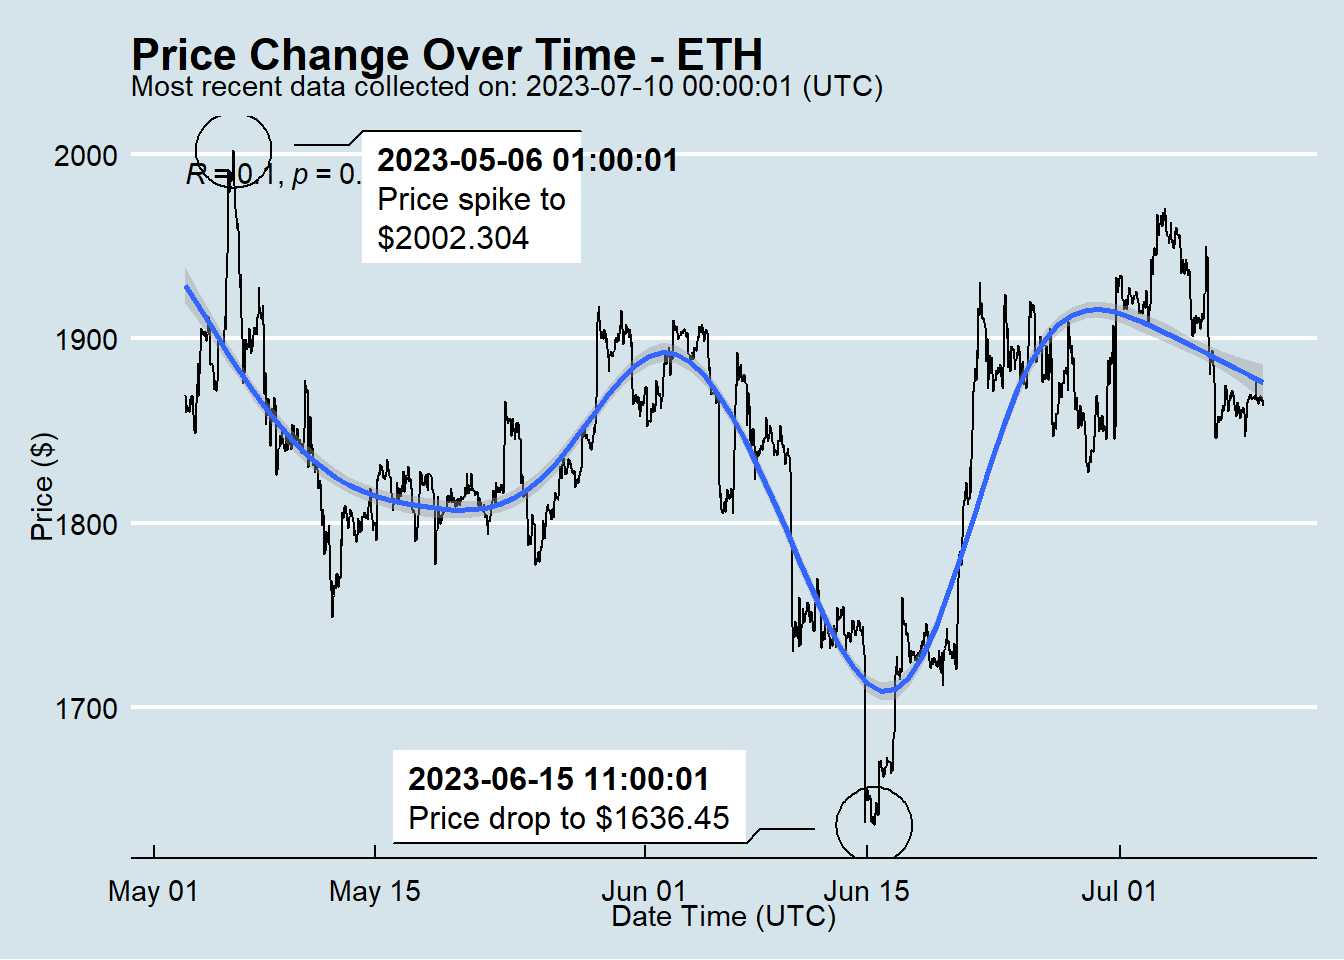 Price Change Over Time - ETH
Most recent data collected on: 2023-07-10 00:00:01 (UTC)
2000
R = 0.1, p = 0.
2023-05-06 01:00:01
Price spike to
$2002.304
1900
Price ($)
1800
1700
2023-06-15 11:00:01
Price drop to $1636.45
May 01
May 15
Jun 01
Jun 15
Jul 01
Date Time (UTC)